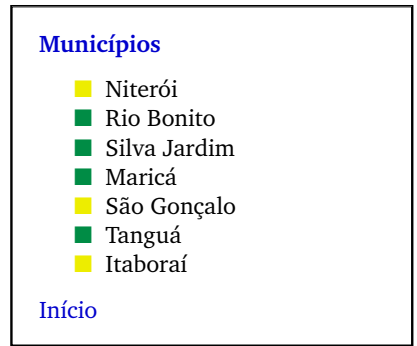 Municípios
Niterói
Rio Bonito
Silva Jardim
Maricá
São Gonçalo
Tanguá
Itaboraí
Início